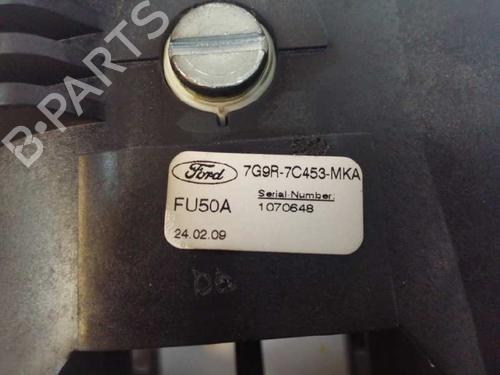 B-PARTS
Ford 7G9R-7C453-MKA
FU50A
Serial-Number:
1070648
24.02.09